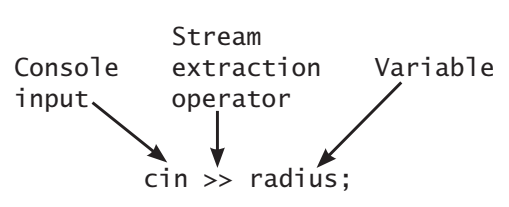 Stream
Console extraction Variable
input operator
cin >> radius;